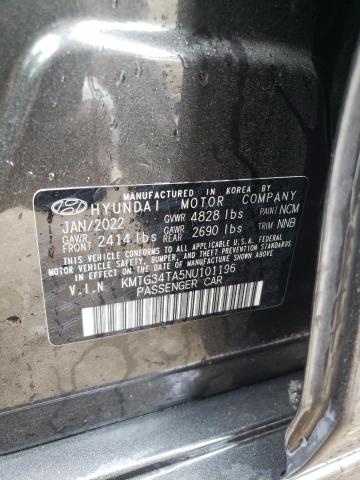 MANUFACTURED IN KOREA BY
HYUNDAI MOTOR COMPANY
JAN/2022 GVWR 4828 lbs PAINT NCM
GAWR FRONT 2414 lbs GAWR REAR 2690 lbs TRIM NNB
THIS VEHICLE CONFORMS TO ALL APPLICABLE U.S.A. FEDERAL
MOTOR VEHICLE SAFETY, BUMPER, AND THEFT PREVENTION STANDARDS
IN EFFECT ON THE DATE OF MANUFACTURE SHOWN ABOVE.
V.I.N KMTG34TA5NU101196
PASSENGER CAR